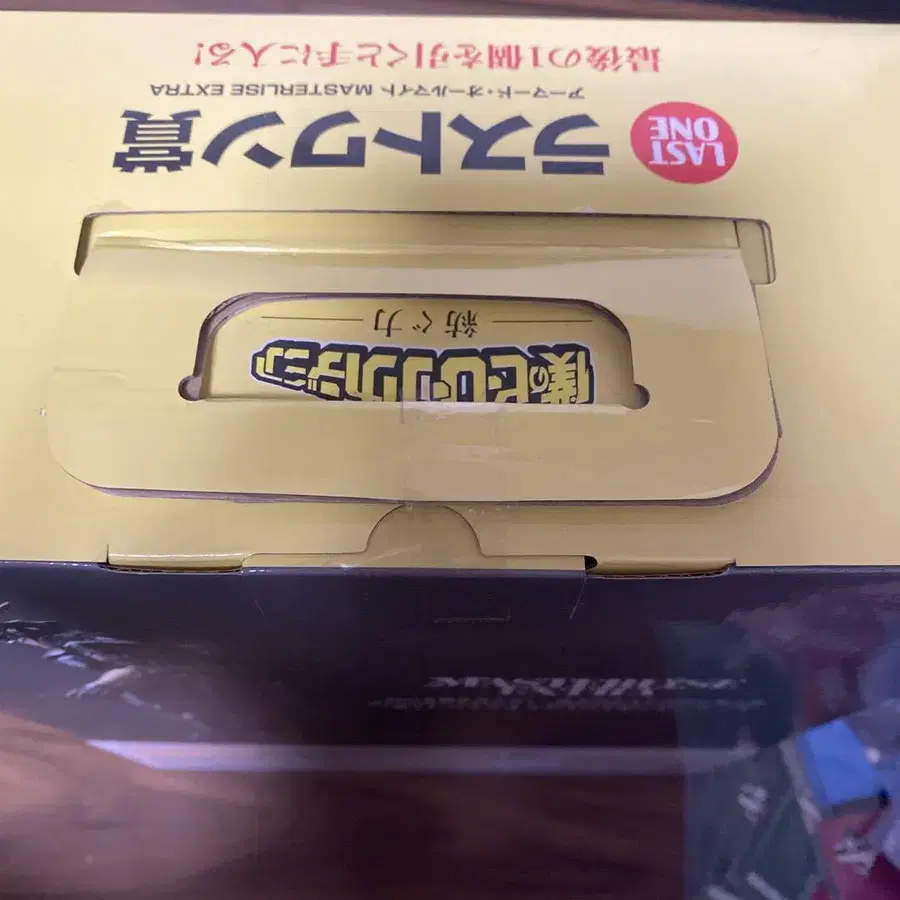 僕のヒーローアカデミア
紡ぐ力
LAST
ONE
ラストワン賞
アーマード・オールマイト MASTERLISE EXTRA
最後の1個を引くと手に入る!